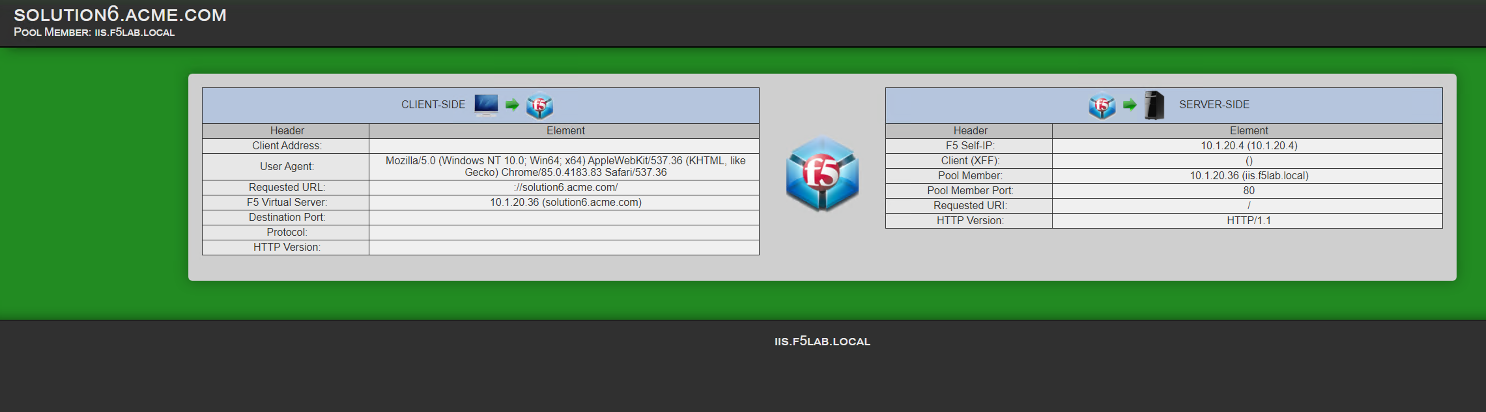 SOLUTION6.ACME.COM
POOL MEMBER: IIS.F5LAB.LOCAL
CLIENT-SIDE f5
Header Element
Client Address:
User Agent: Mozilla/5.0 (Windows NT 10.0; Win64; x64) AppleWebKit/537.36 (KHTML, like
Gecko) Chrome/85.0.4183.83 Safari/537.36
Requested URL: ://solution6.acme.com/
F5 Virtual Server: 10.1.20.36 (solution6.acme.com)
Destination Port:
Protocol:
HTTP Version:
f5
f5 SERVER-SIDE
Header Element
F5 Self-IP: 10.1.20.4 (10.1.20.4)
Client (XFF): ()
Pool Member: 10.1.20.36 (iis.f5lab.local)
Pool Member Port: 80
Requested URI: /
HTTP Version: HTTP/1.1
IIS.F5LAB.LOCAL